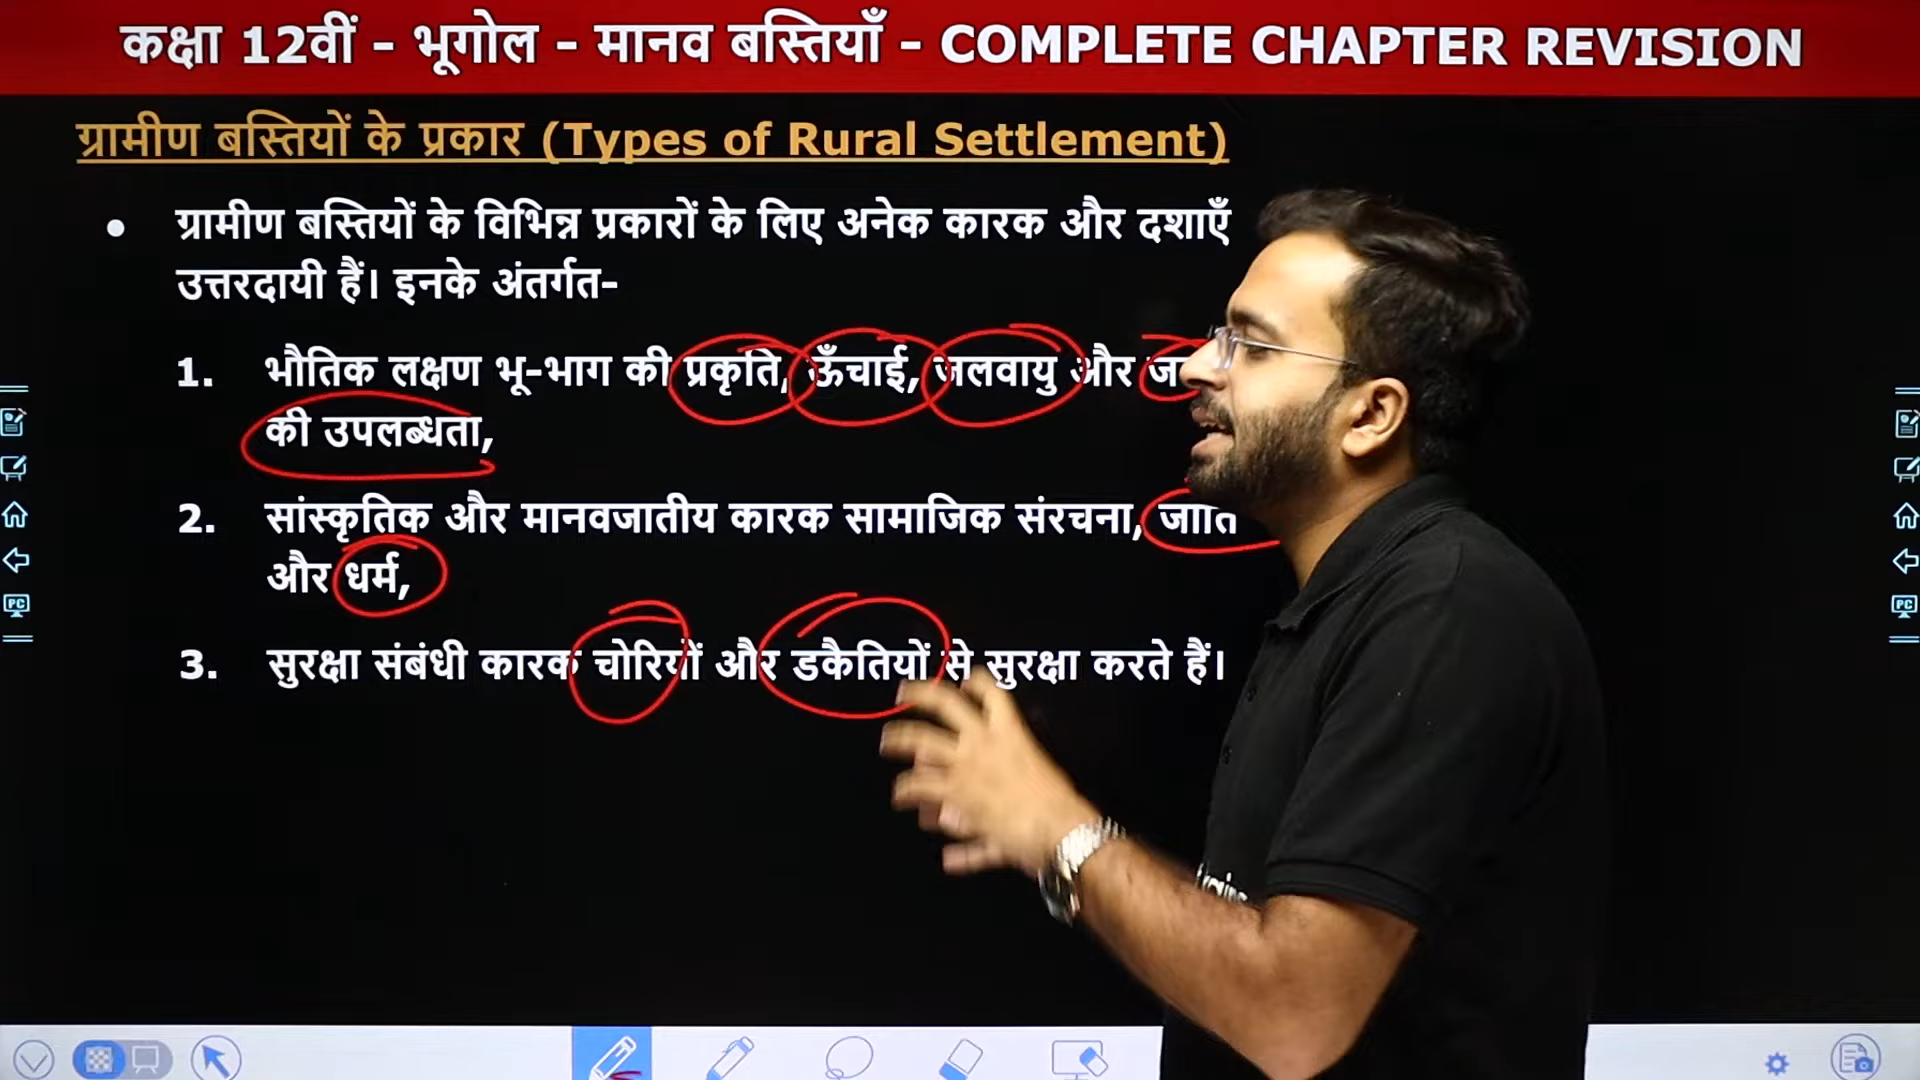 कक्षा 12वीं - भूगोल - मानव बस्तियाँ - COMPLETE CHAPTER REVISION
ग्रामीण बस्तियों के प्रकार (Types of Rural Settlement)
• ग्रामीण बस्तियों के विभिन्न प्रकारों के लिए अनेक कारक और दशाएँ
उत्तरदायी हैं। इनके अंतर्गत-
1. भौतिक लक्षण भू-भाग की प्रकृति, ऊँचाई, जलवायु और
की उपलब्धता,
2. सांस्कृतिक और मानवजातीय कारक सामाजिक संरचना, जाति
और धर्म,
3. सुरक्षा संबंधी कारक चोरियों और डकैतियों से सुरक्षा करते हैं।
PC
PC